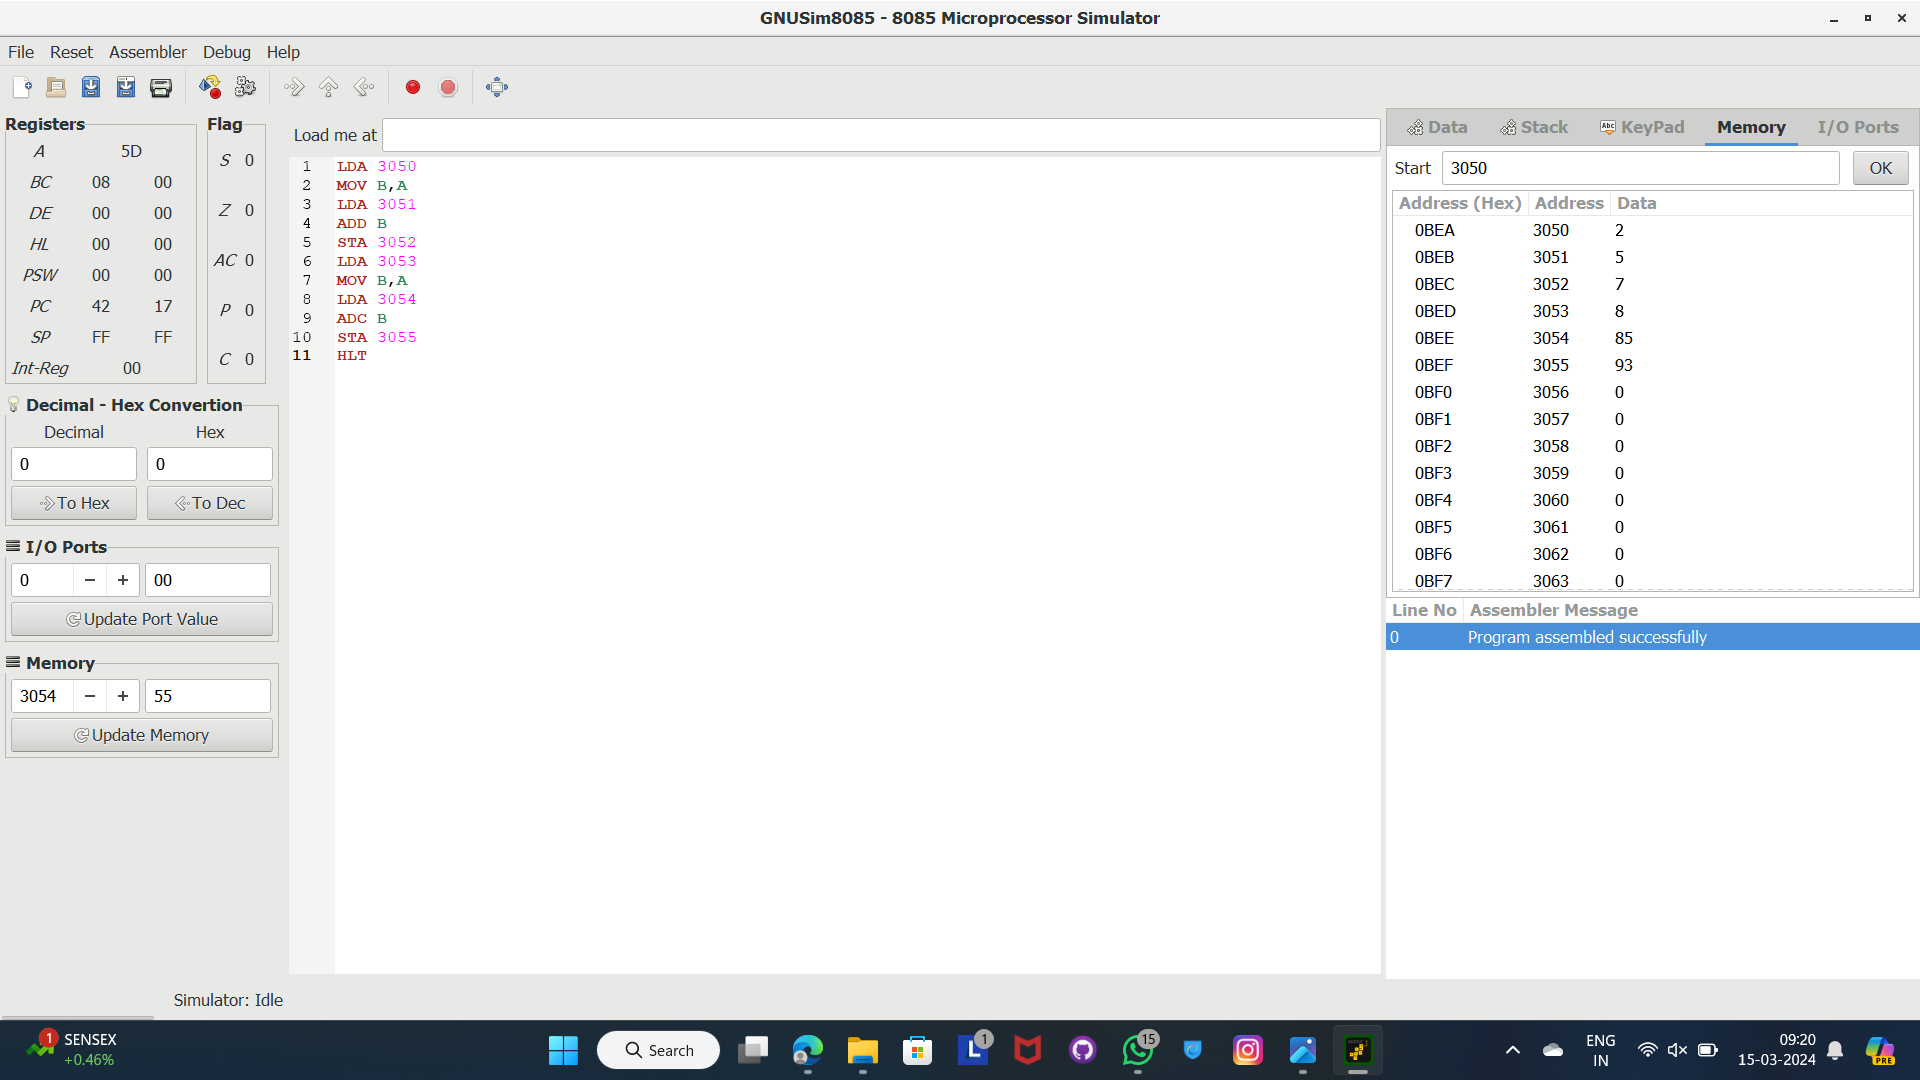 GNUSim8085 - 8085 Microprocessor Simulator
File Reset Assembler Debug Help
Registers
A 5D
BC 08 00
DE 00 00
HL 00 00
PSW 00 00
PC 42 17
SP FF FF
Int-Reg 00
Flag
S 0
Z 0
AC 0
P 0
C 0
Decimal - Hex Convertion
Decimal Hex
0 0
To Hex To Dec
I/O Ports
0 − + 00
Update Port Value
Memory
3054 − + 55
Update Memory
Load me at
1 LDA 3050
2 MOV B,A
3 LDA 3051
4 ADD B
5 STA 3052
6 LDA 3053
7 MOV B,A
8 LDA 3054
9 ADC B
10 STA 3055
11 HLT
Data Stack Abc KeyPad Memory I/O Ports
Start 3050 OK
Address (Hex) Address Data
0BEA 3050 2
0BEB 3051 5
0BEC 3052 7
0BED 3053 8
0BEE 3054 85
0BEF 3055 93
0BF0 3056 0
0BF1 3057 0
0BF2 3058 0
0BF3 3059 0
0BF4 3060 0
0BF5 3061 0
0BF6 3062 0
0BF7 3063 0
Line No Assembler Message
0 Program assembled successfully
Simulator: Idle
1 SENSEX
+0.46%
Search
L 1
15
ENG
IN
09:20
15-03-2024
PRE